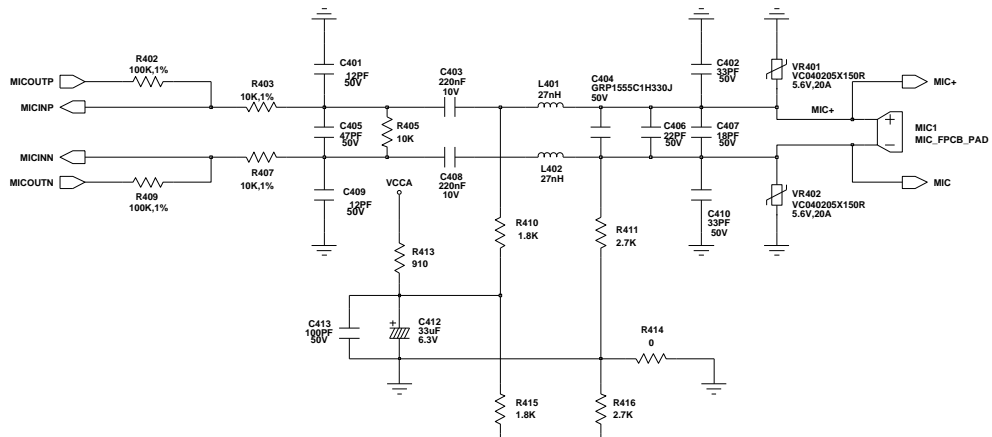 R402
100K,1%
MICOUTP
MICINP
R403
10K,1%
C401
12PF
50V
C403
220nF
10V
L401
27nH
C404
GRP1555C1H330J
50V
C402
33PF
50V
VR401
VC040205X150R
5.6V,20A
MIC+
MIC+
C405
47PF
50V
R405
10K
C406
22PF
50V
C407
18PF
50V
MIC1
MIC_FPCB_PAD
MICINN
MICOUTN
R407
10K,1%
R409
100K,1%
C409
12PF
50V
C408
220nF
10V
L402
27nH
MIC
VCCA
C410
33PF
50V
VR402
VC040205X150R
5.6V,20A
R410
1.8K
R411
2.7K
R413
910
C413
100PF
50V
+
C412
33uF
6.3V
R414
0
R415
1.8K
R416
2.7K